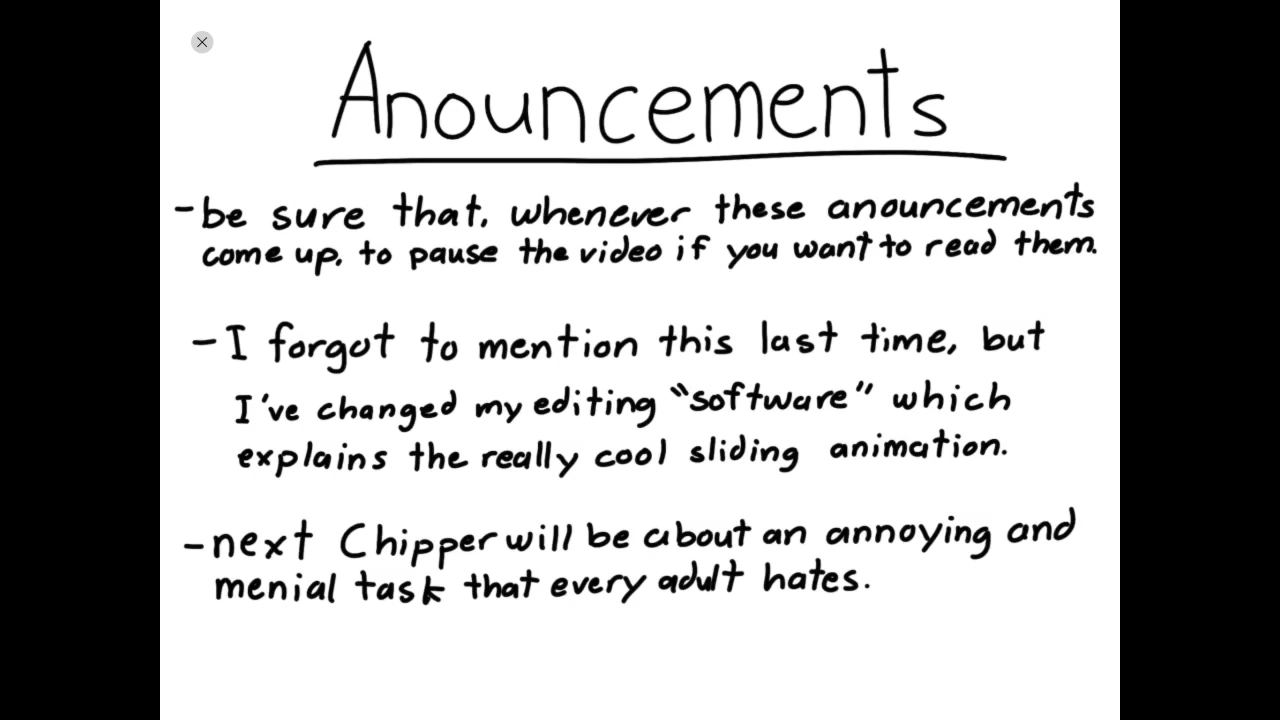 Anouncements
- be sure that, whenever these anouncements
come up, to pause the video if you want to read them.
- I forgot to mention this last time, but
I've changed my editing "software" which
explains the really cool sliding animation.
- next Chipper will be about an annoying and
menial task that every adult hates.